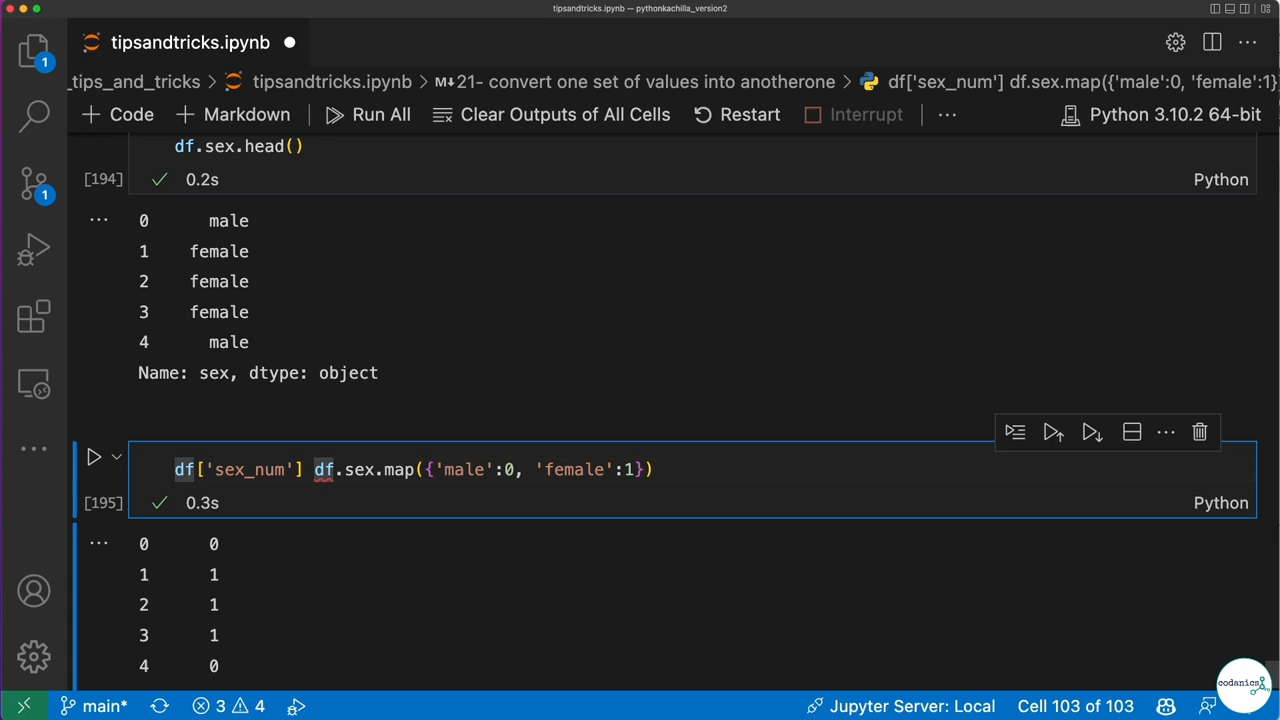 tipsandtricks.ipynb — pythonkachilla_version2
tipsandtricks.ipynb
_tips_and_tricks > tipsandtricks.ipynb > M↓21- convert one set of values into anotherone > df['sex_num'] df.sex.map({'male':0, 'female':1}
+ Code + Markdown Run All Clear Outputs of All Cells Restart Interrupt ... Python 3.10.2 64-bit
df.sex.head()
[194] ✓ 0.2s Python
... 0 male
1 female
2 female
3 female
4 male
Name: sex, dtype: object
df['sex_num'] df.sex.map({'male':0, 'female':1})
[195] ✓ 0.3s Python
... 0 0
1 1
2 1
3 1
4 0
main* 3 4 Jupyter Server: Local Cell 103 of 103
1
1
codanics